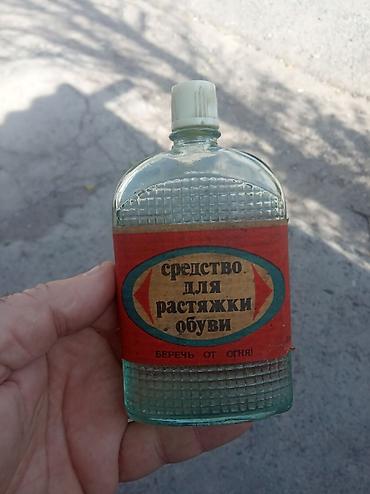 средство
для
растяжки
обуви
БЕРЕЧЬ ОТ ОГНЯ!